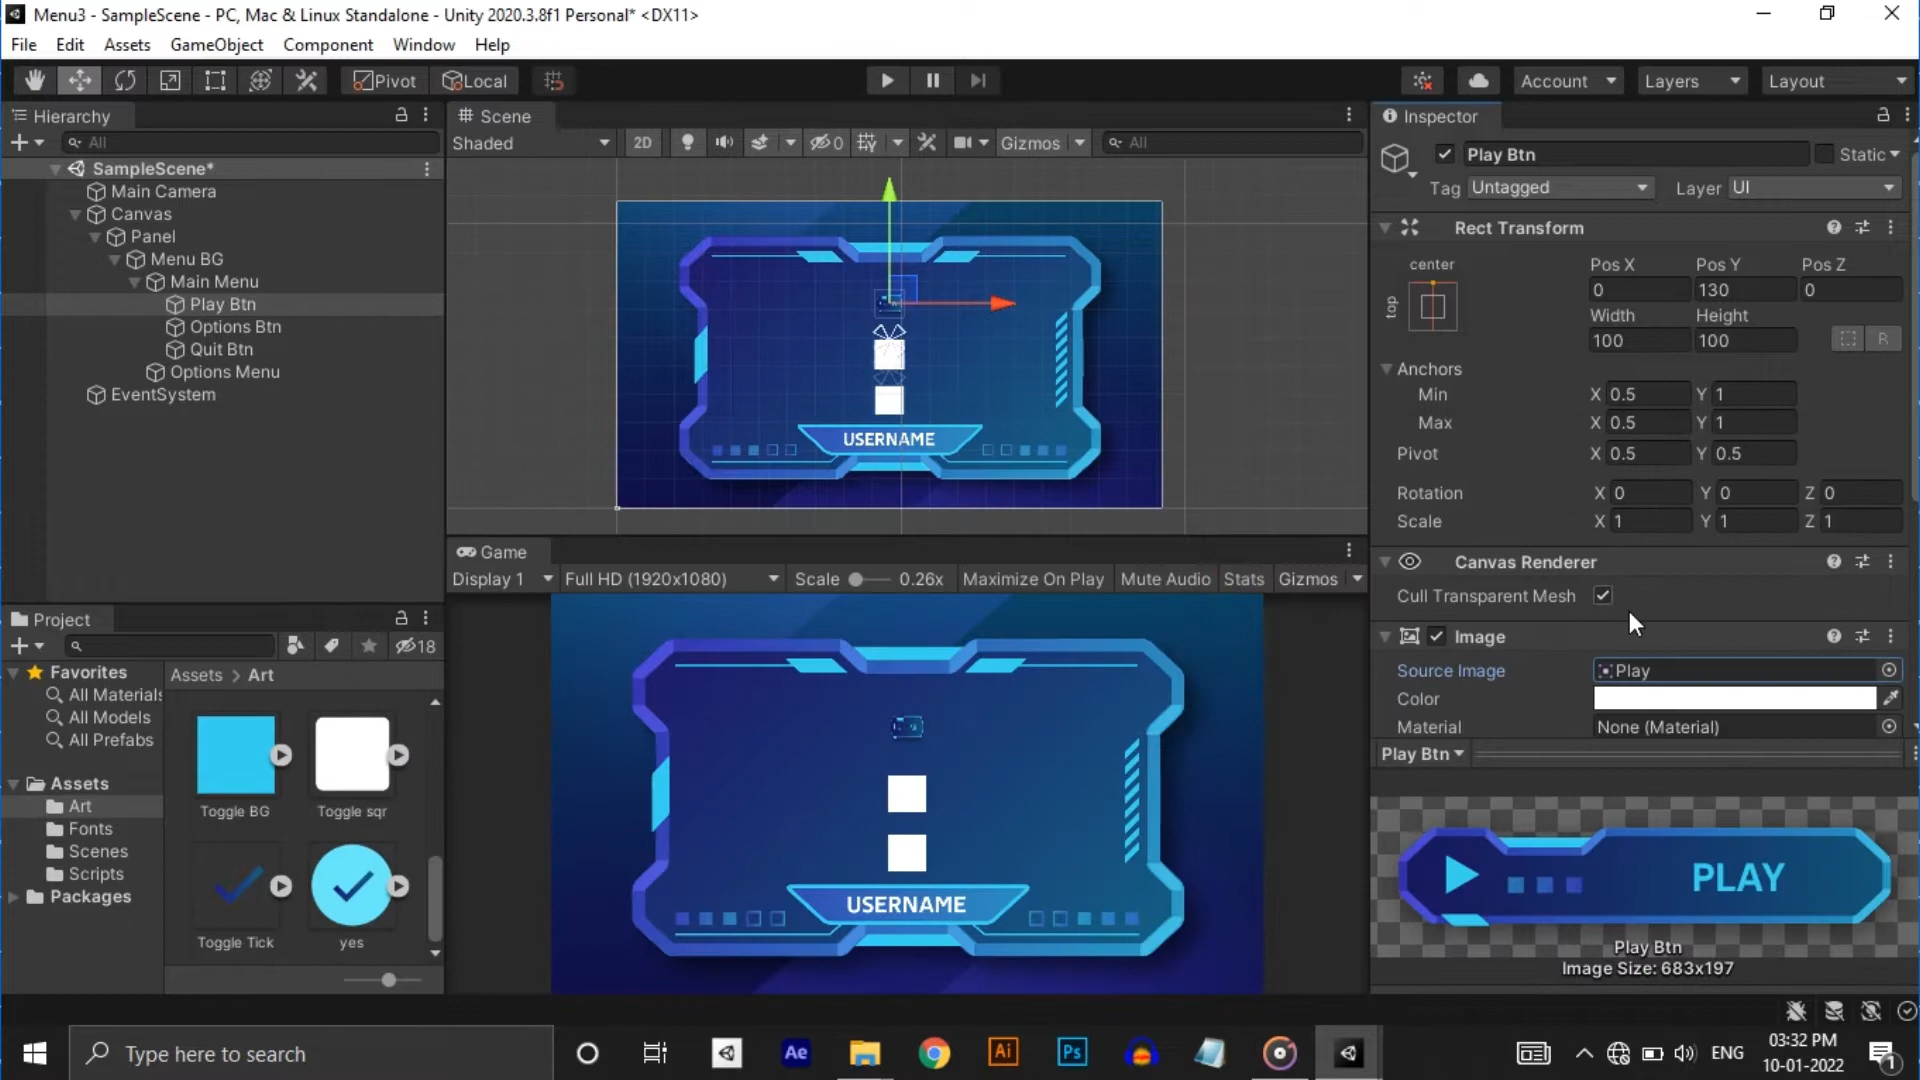 Menu3 - SampleScene - PC, Mac & Linux Standalone - Unity 2020.3.8f1 Personal* <DX11>
File Edit Assets GameObject Component Window Help
Pivot Local Account Layers Layout
Hierarchy
All
SampleScene*
Main Camera
Canvas
Panel
Menu BG
Main Menu
Play Btn
Options Btn
Quit Btn
Options Menu
EventSystem
Scene
Shaded 2D 0 Gizmos All
USERNAME
Game
Display 1 Full HD (1920x1080) Scale 0.26x Maximize On Play Mute Audio Stats Gizmos
USERNAME
Project
18
Favorites
All Materials
All Models
All Prefabs
Assets
Art
Fonts
Scenes
Scripts
Packages
Assets > Art
Toggle BG Toggle sqr
Toggle Tick yes
Inspector
Play Btn Static
Tag Untagged Layer UI
Rect Transform
center
top
Pos X Pos Y Pos Z
0 130 0
Width Height
100 100
R
Anchors
Min X 0.5 Y 1
Max X 0.5 Y 1
Pivot X 0.5 Y 0.5
Rotation X 0 Y 0 Z 0
Scale X 1 Y 1 Z 1
Canvas Renderer
Cull Transparent Mesh
Image
Source Image Play
Color
Material None (Material)
Play Btn
PLAY
Play Btn
Image Size: 683x197
Type here to search
Ae Ai Ps
ENG
03:32 PM
10-01-2022
1